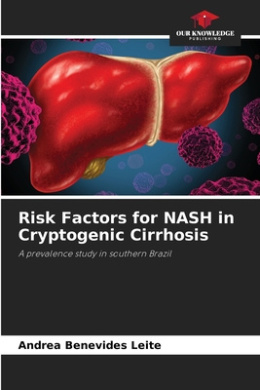 OUR KNOWLEDGE
PUBLISHING
Risk Factors for NASH in
Cryptogenic Cirrhosis
A prevalence study in southern Brazil
Andrea Benevides Leite